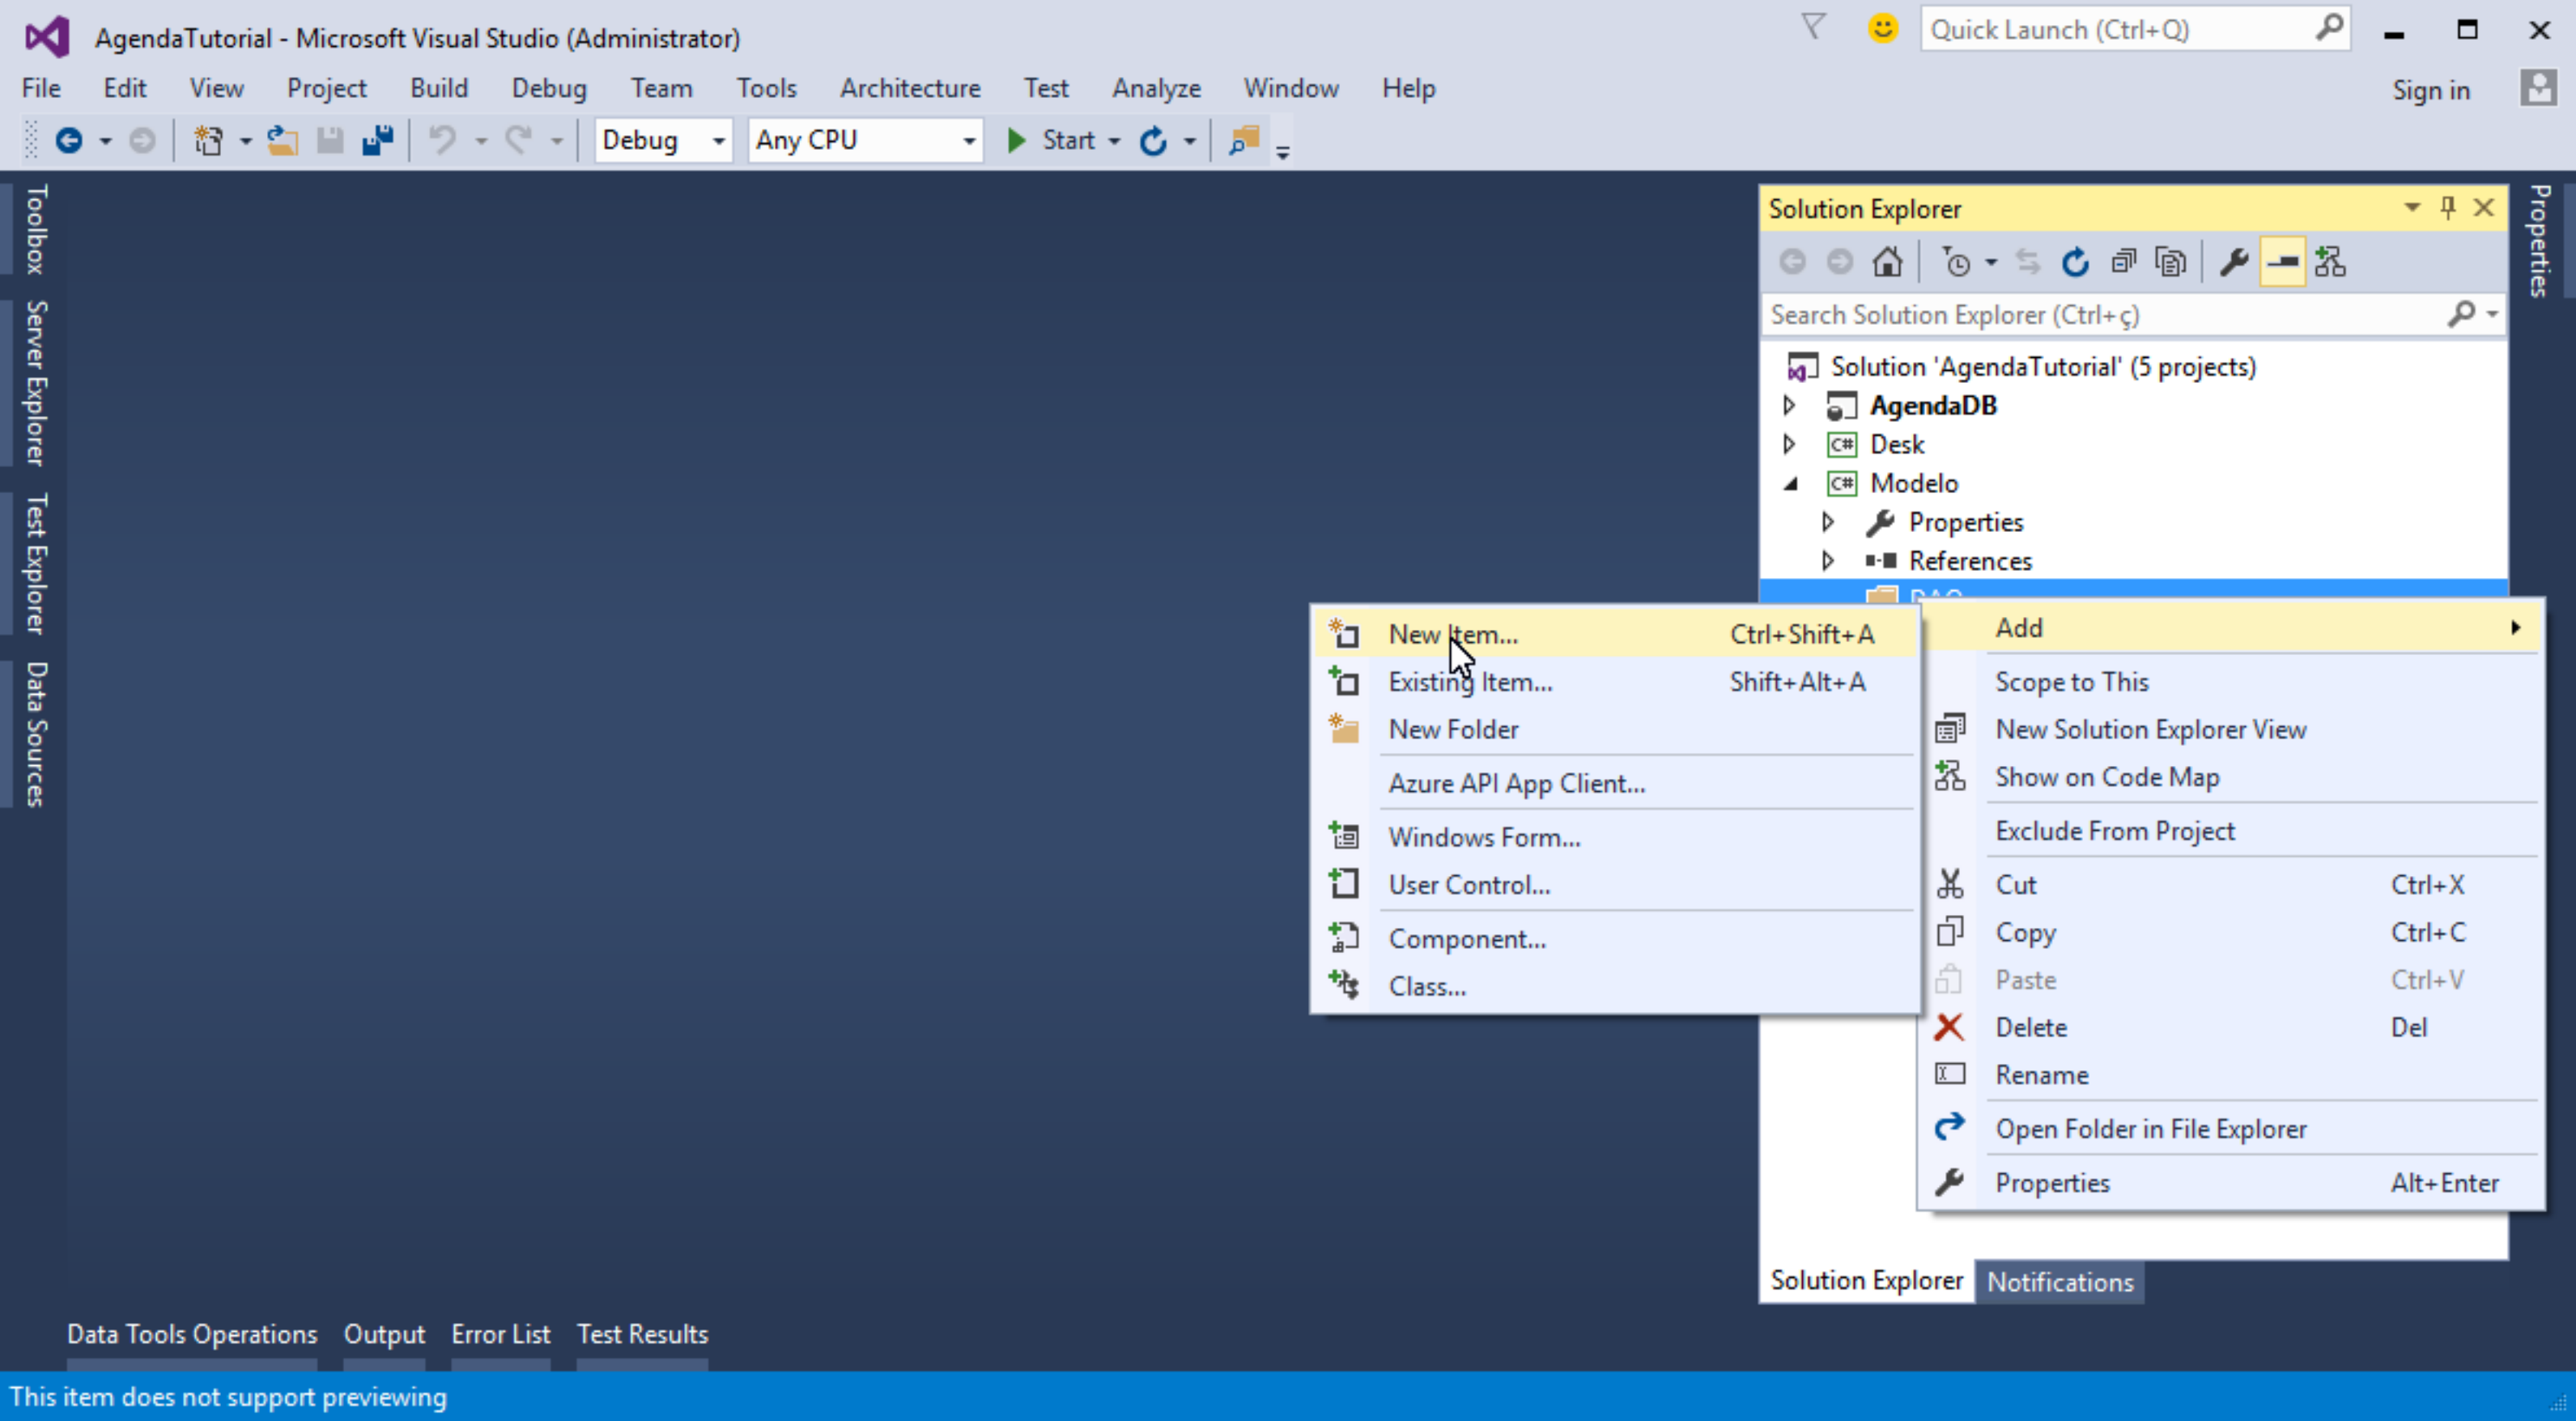 AgendaTutorial - Microsoft Visual Studio (Administrator)
Quick Launch (Ctrl+Q)
File Edit View Project Build Debug Team Tools Architecture Test Analyze Window Help
Sign in
Debug
Any CPU
Start
Toolbox
Server Explorer
Test Explorer
Data Sources
Solution Explorer
Properties
Search Solution Explorer (Ctrl+ç)
Solution 'AgendaTutorial' (5 projects)
AgendaDB
C# Desk
C# Modelo
Properties
References
New Item... Ctrl+Shift+A
Existing Item... Shift+Alt+A
New Folder
Azure API App Client...
Windows Form...
User Control...
Component...
Class...
Add
Scope to This
New Solution Explorer View
Show on Code Map
Exclude From Project
Cut Ctrl+X
Copy Ctrl+C
Paste Ctrl+V
Delete Del
Rename
Open Folder in File Explorer
Properties Alt+Enter
Solution Explorer Notifications
Data Tools Operations Output Error List Test Results
This item does not support previewing